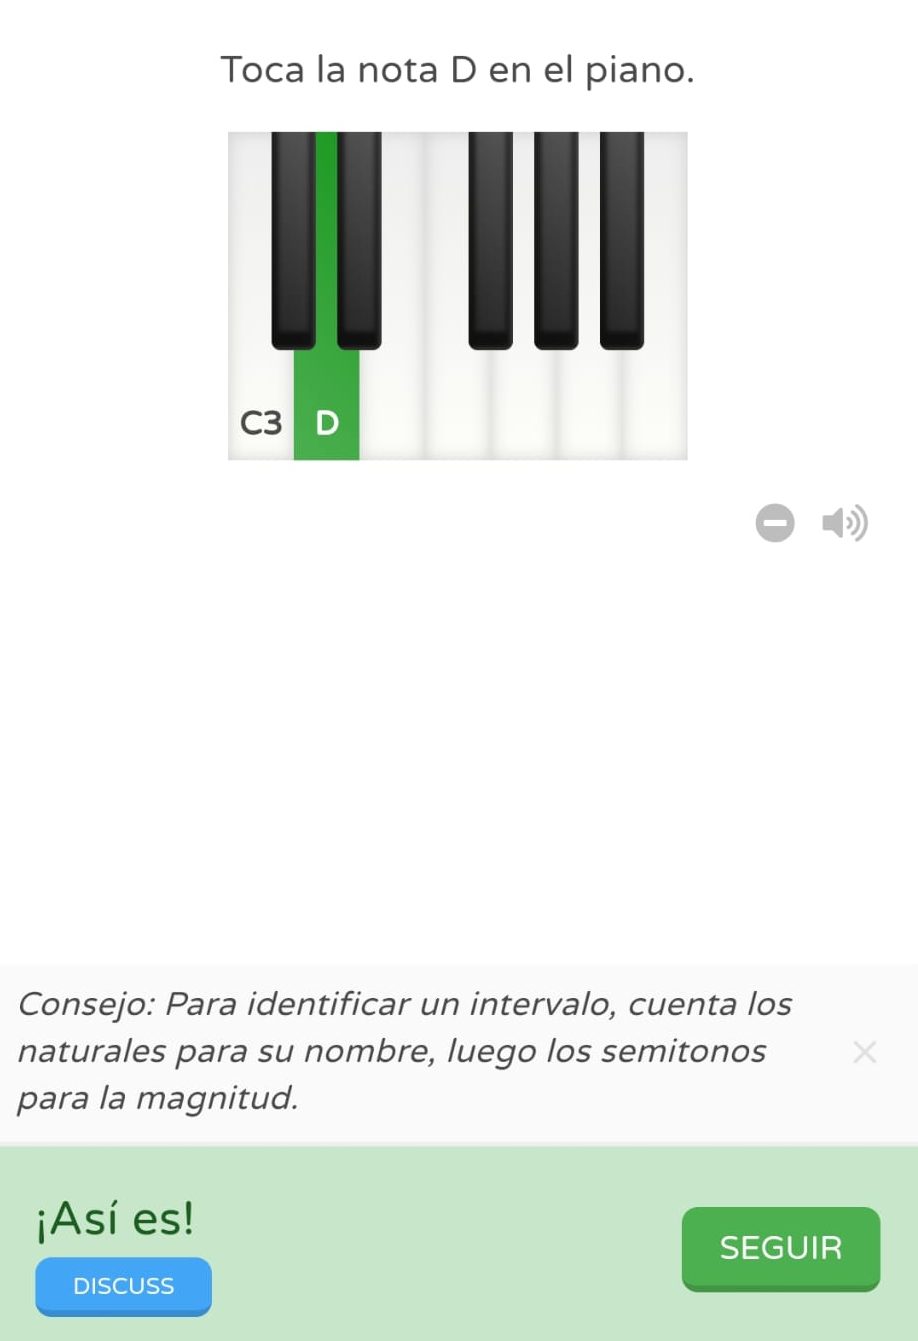 Toca la nota D en el piano.
C3 D
Consejo: Para identificar un intervalo, cuenta los
naturales para su nombre, luego los semitonos
para la magnitud.
¡Así es!
SEGUIR
DISCUSS